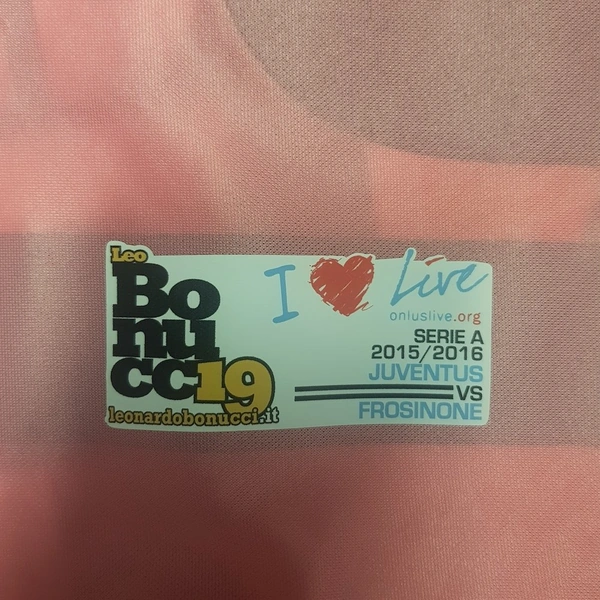 Leo
Bo
nu
cc19
leonardobonucci.it
I Live
onluslive.org
SERIE A
2015/2016
JUVENTUS
VS
FROSINONE